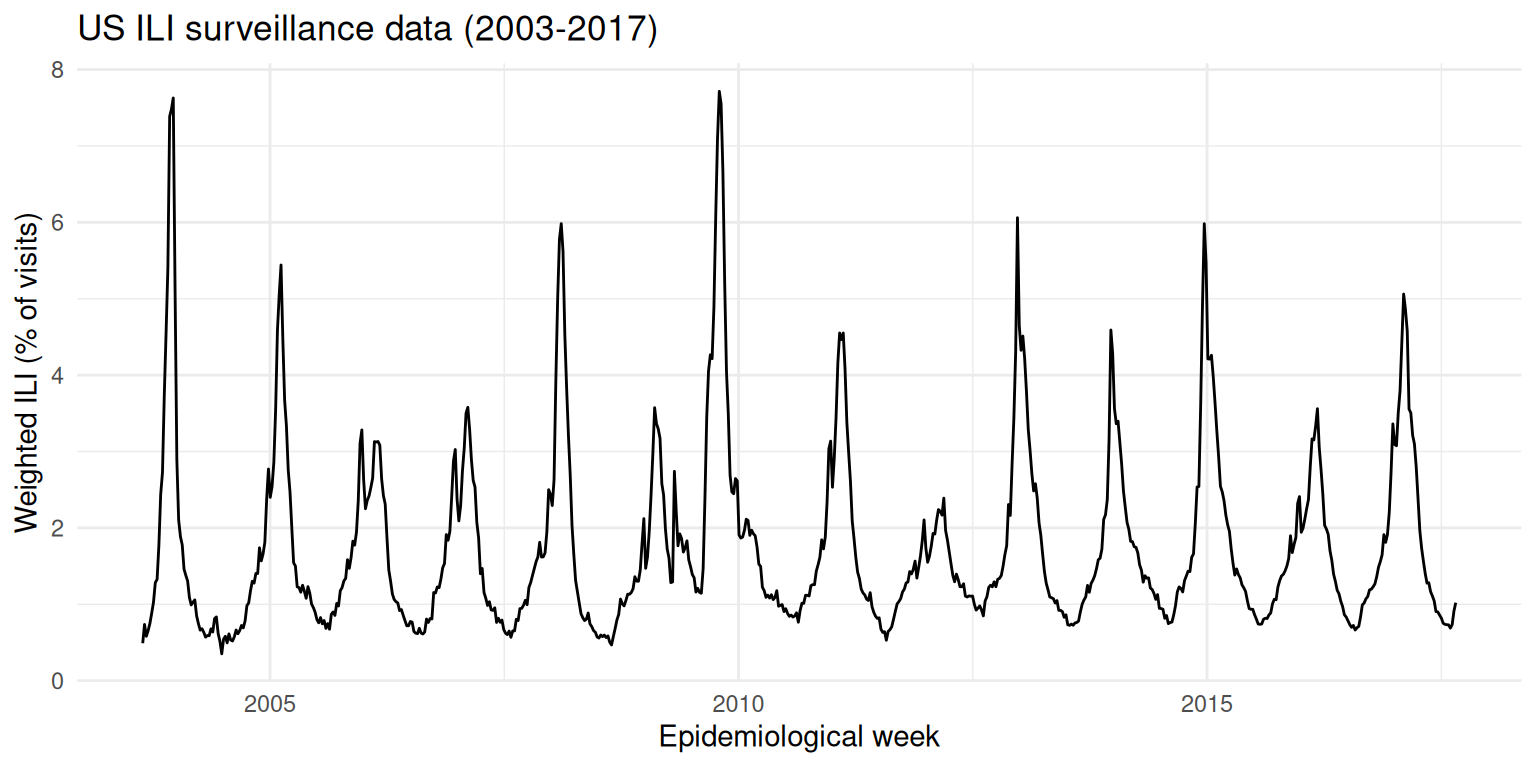 US ILI surveillance data (2003-2017)
Weighted ILI (% of visits)
8
6
4
2
0
2005 2010 2015
Epidemiological week